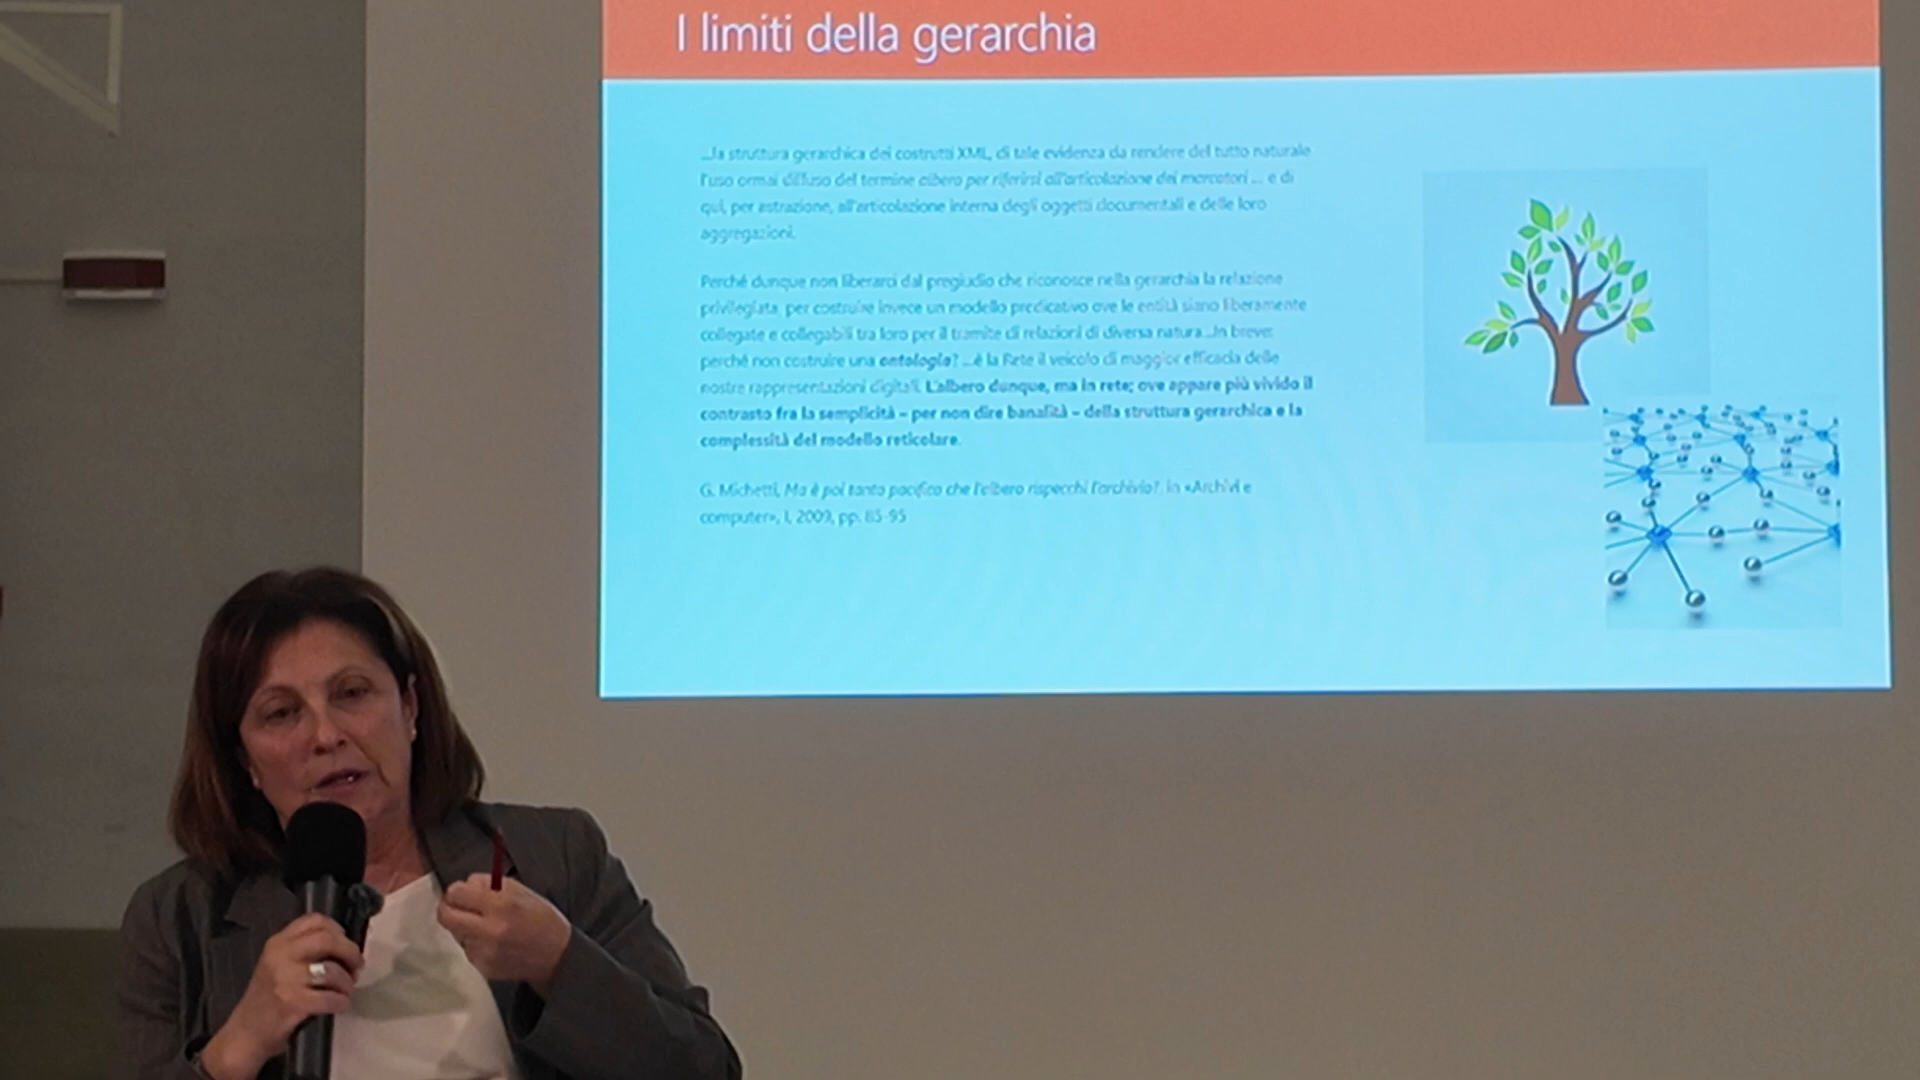 I limiti della gerarchia
...la struttura gerarchica dei costrutti XML, di tale evidenza da rendere del tutto naturale
l'uso ormai diffuso del termine albero per riferirsi all'articolazione dei marcatori ... e di
qui, per astrazione, all'articolazione interna degli oggetti documentali e delle loro
aggregazioni.
Perché dunque non liberarci dal pregiudio che riconosce nella gerarchia la relazione
privilegiata, per costruire invece un modello predicativo ove le entità siano liberamente
collegate e collegabili tra loro per il tramite di relazioni di diversa natura...In breve:
perché non costruire una ontologia? ...è la Rete il veicolo di maggior efficacia delle
nostre rappresentazioni digitali. L'albero dunque, ma in rete; ove appare più vivido il
contrasto fra la semplicità – per non dire banalità – della struttura gerarchica e la
complessità del modello reticolare.
G. Michetti, Ma è poi tanto pacifico che l'albero rispecchi l'archivio?, in «Archivi e
computer», I, 2009, pp. 85-95